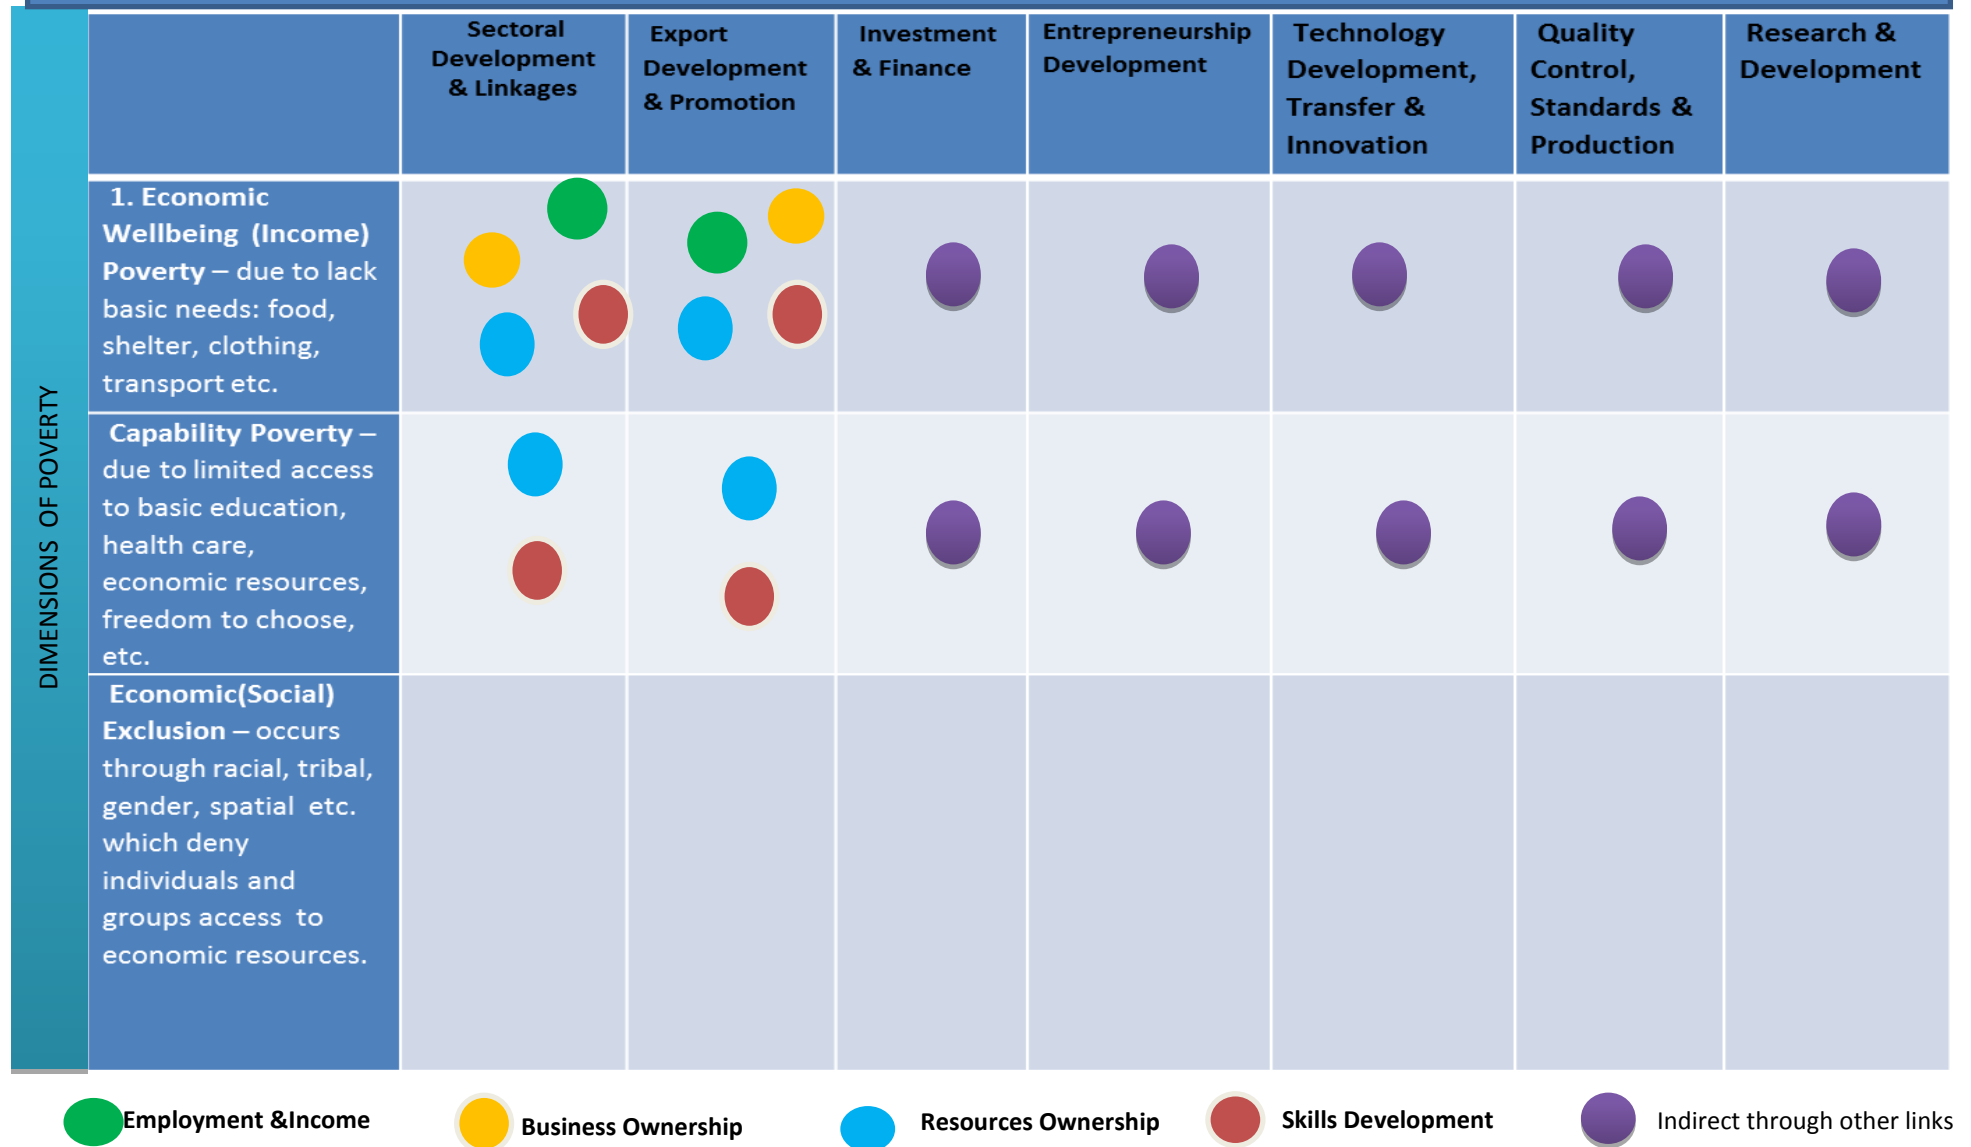 Sectoral
Development
& Linkages
Export
Development
& Promotion
Investment
& Finance
Entrepreneurship
Development
Technology
Development,
Transfer &
Innovation
Quality
Control,
Standards &
Production
Research &
Development
DIMENSIONS OF POVERTY
1. Economic
Wellbeing (Income)
Poverty – due to lack
basic needs: food,
shelter, clothing,
transport etc.
Capability Poverty –
due to limited access
to basic education,
health care,
economic resources,
freedom to choose,
etc.
Economic(Social)
Exclusion – occurs
through racial, tribal,
gender, spatial etc.
which deny
individuals and
groups access to
economic resources.
Employment &Income
Business Ownership
Resources Ownership
Skills Development
Indirect through other links